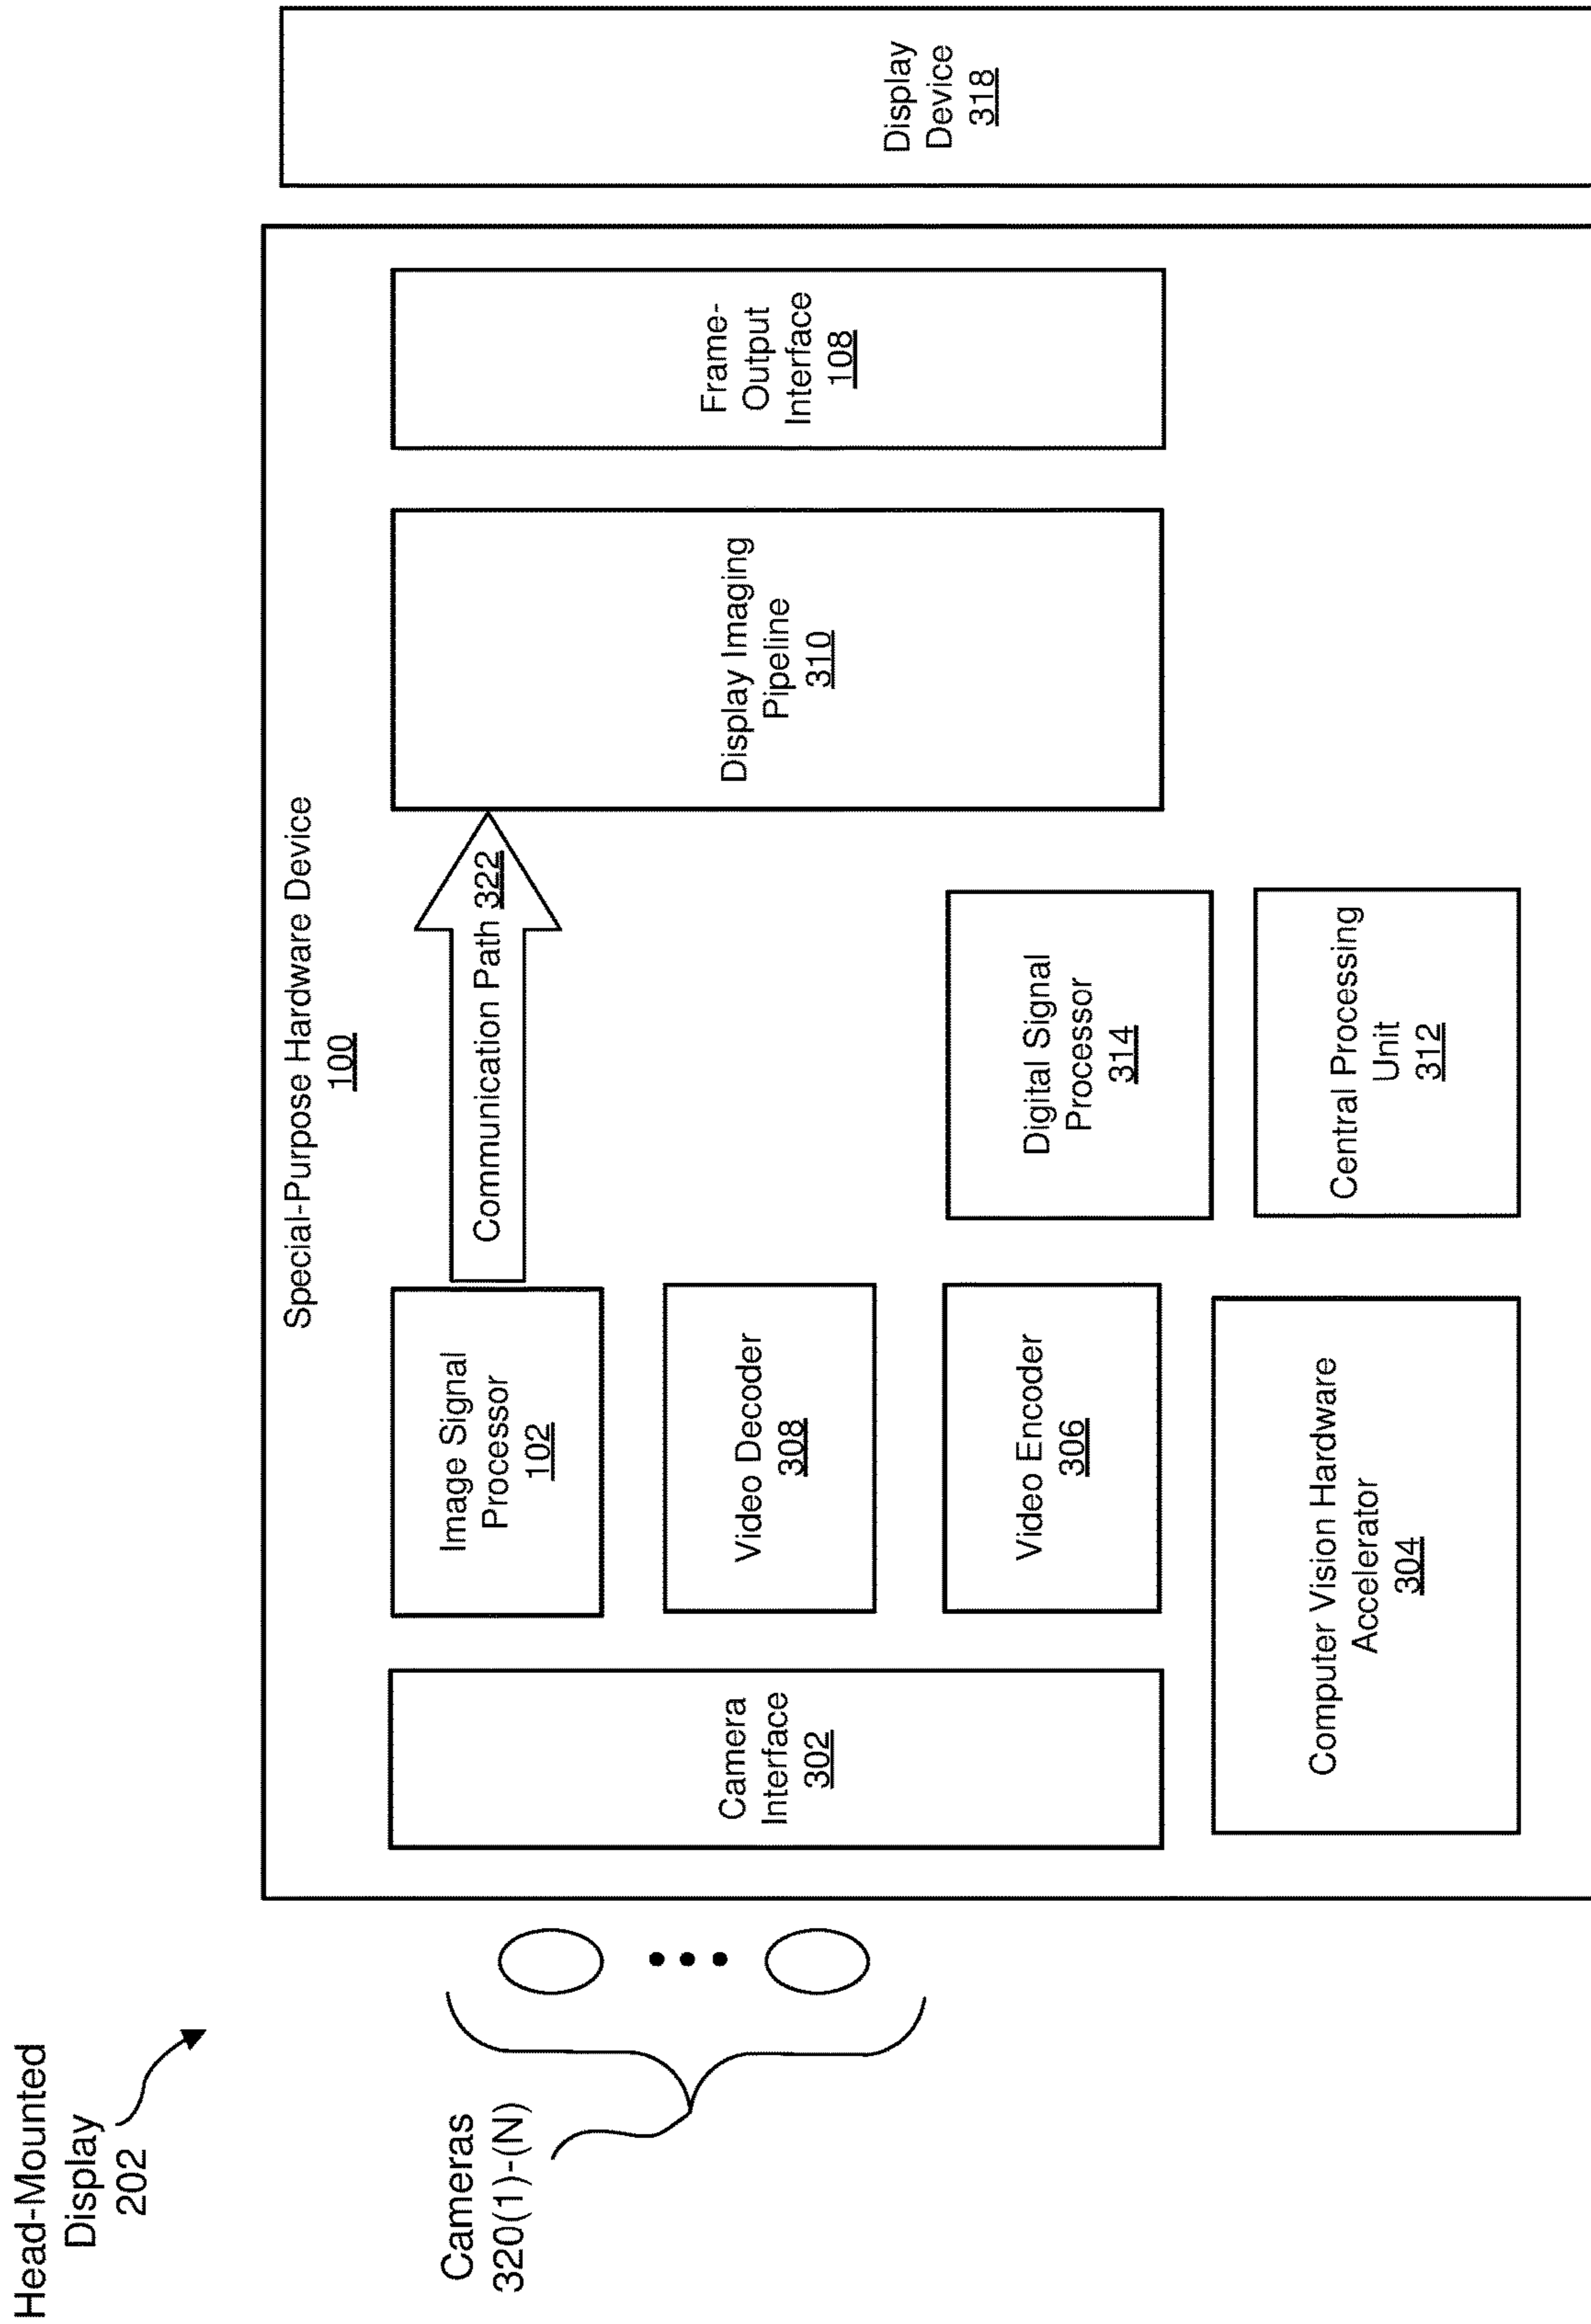 Head-Mounted
Display
202
Cameras
320(1)-(N)
Special-Purpose Hardware Device
100
Camera
Interface
302
Image Signal
Processor
102
Video Decoder
308
Video Encoder
306
Computer Vision Hardware
Accelerator
304
Communication Path 322
Digital Signal
Processor
314
Central Processing
Unit
312
Display Imaging
Pipeline
310
Frame-
Output
Interface
108
Display
Device
318